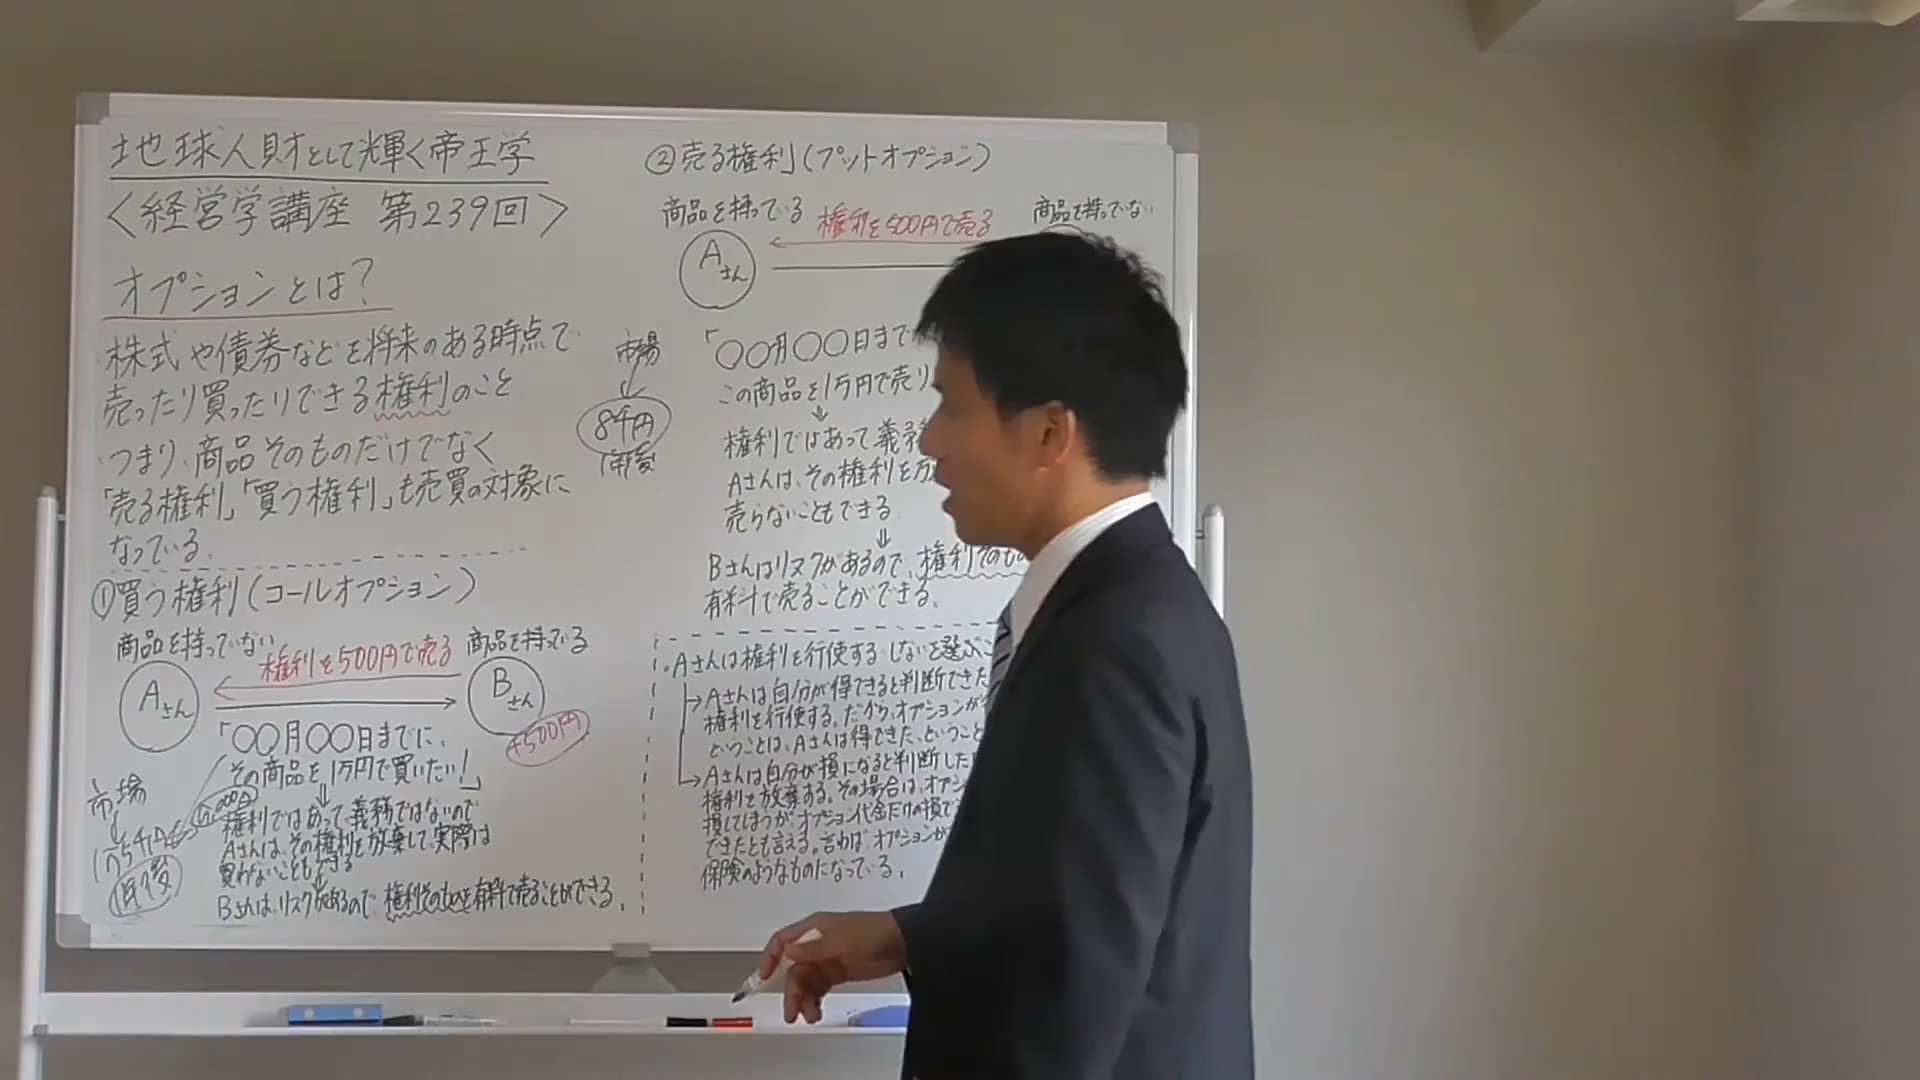 地球人財として輝く帝王学
<経営学講座 第239回>
オプションとは?
・株式や債券などを将来のある時点で
売ったり買ったりできる権利のこと
・つまり、商品そのものだけでなく
「売る権利」「買う権利」も売買の対象に
なっている。
①買う権利(コールオプション)
商品を持っていない
権利を500円で売る
商品を持っている
Aさん
Bさん
+500円
「○○月○○日までに、
その商品を1万円で買いたい!」
⇓
市場
↓
権利ではあって義務ではないので
Aさんは、その権利を放棄して、実際は
買わないこともできる
Bさんは、リスクがあるので、権利そのものを有料で売ることができる。
②売る権利」(プットオプション)
商品を持っている
権利を500円で売る
商品を持っていない
Aさん
市場
↓
8千円
1年後
「○○月○○日まで
この商品を1万円で売り
⇓
権利ではあって義務
Aさんは、その権利を放
売らないこともできる
⇓
Bさんはリスクがあるので、権利そのもの
有料で売ることができる。
・Aさんは権利を行使する しないを選ぶこ
→Aさんは自分が得できると判断でき
権利を行使する。だから、オプションが
ということは、Aさんは得できた、ということ
→Aさんは自分が損になると判断した
権利を放棄する。その場合は、オプシ
損してしまうが、オプション代金だけの損で
できたとも言える。言わば、オプションが
保険のようなものになっている。